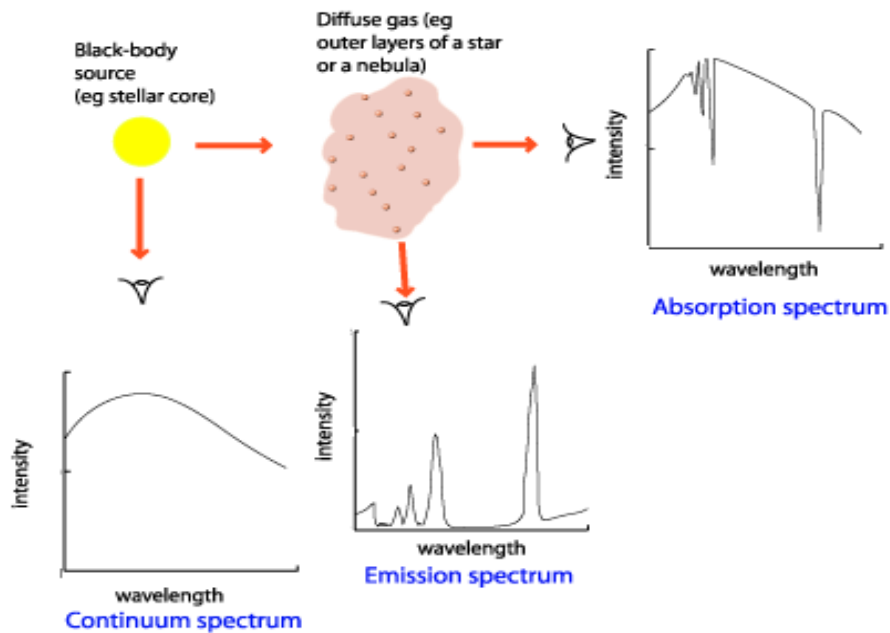 Diffuse gas (eg
outer layers of a star
or a nebula)
Black-body
source
(eg stellar core)
intensity
wavelength
Absorption spectrum
intensity
wavelength
Emission spectrum
intensity
wavelength
Continuum spectrum